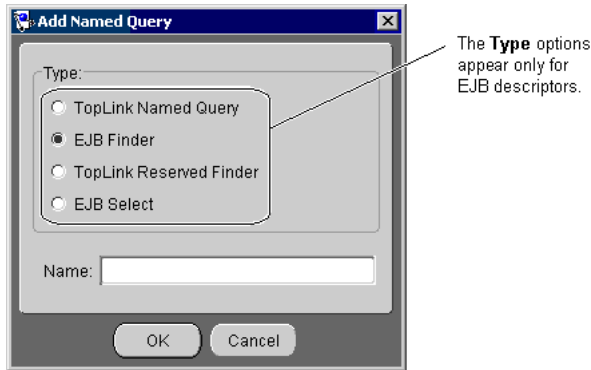 Add Named Query
Type:
TopLink Named Query
EJB Finder
TopLink Reserved Finder
EJB Select
Name:
OK
Cancel
The Type options
appear only for
EJB descriptors.